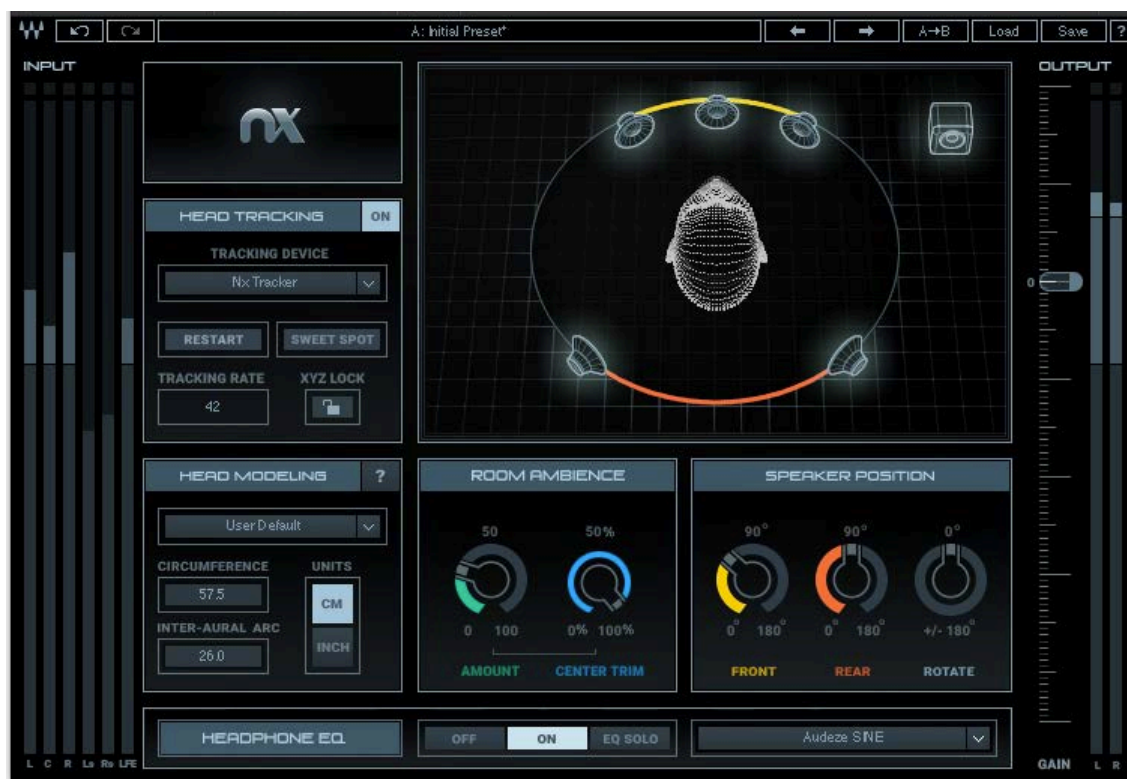 A: Initial Preset*
A→B
Load
Save
?
INPUT
OUTPUT
nx
HEAD TRACKING
ON
TRACKING DEVICE
Nx Tracker
RESTART
SWEET SPOT
TRACKING RATE
XYZ LOCK
42
0
HEAD MODELING
?
User Default
CIRCUMFERENCE
UNITS
57.5
CM
INTER-AURAL ARC
26.0
INCH
ROOM AMBIENCE
50
50%
0 100
0% 100%
AMOUNT
CENTER TRIM
SPEAKER POSITION
90°
90°
0°
0° 180°
0° 180°
+/- 180°
FRONT
REAR
ROTATE
HEADPHONE EQ
OFF
ON
EQ SOLO
Audeze SINE
L C R Ls Rs LFE
GAIN
L R